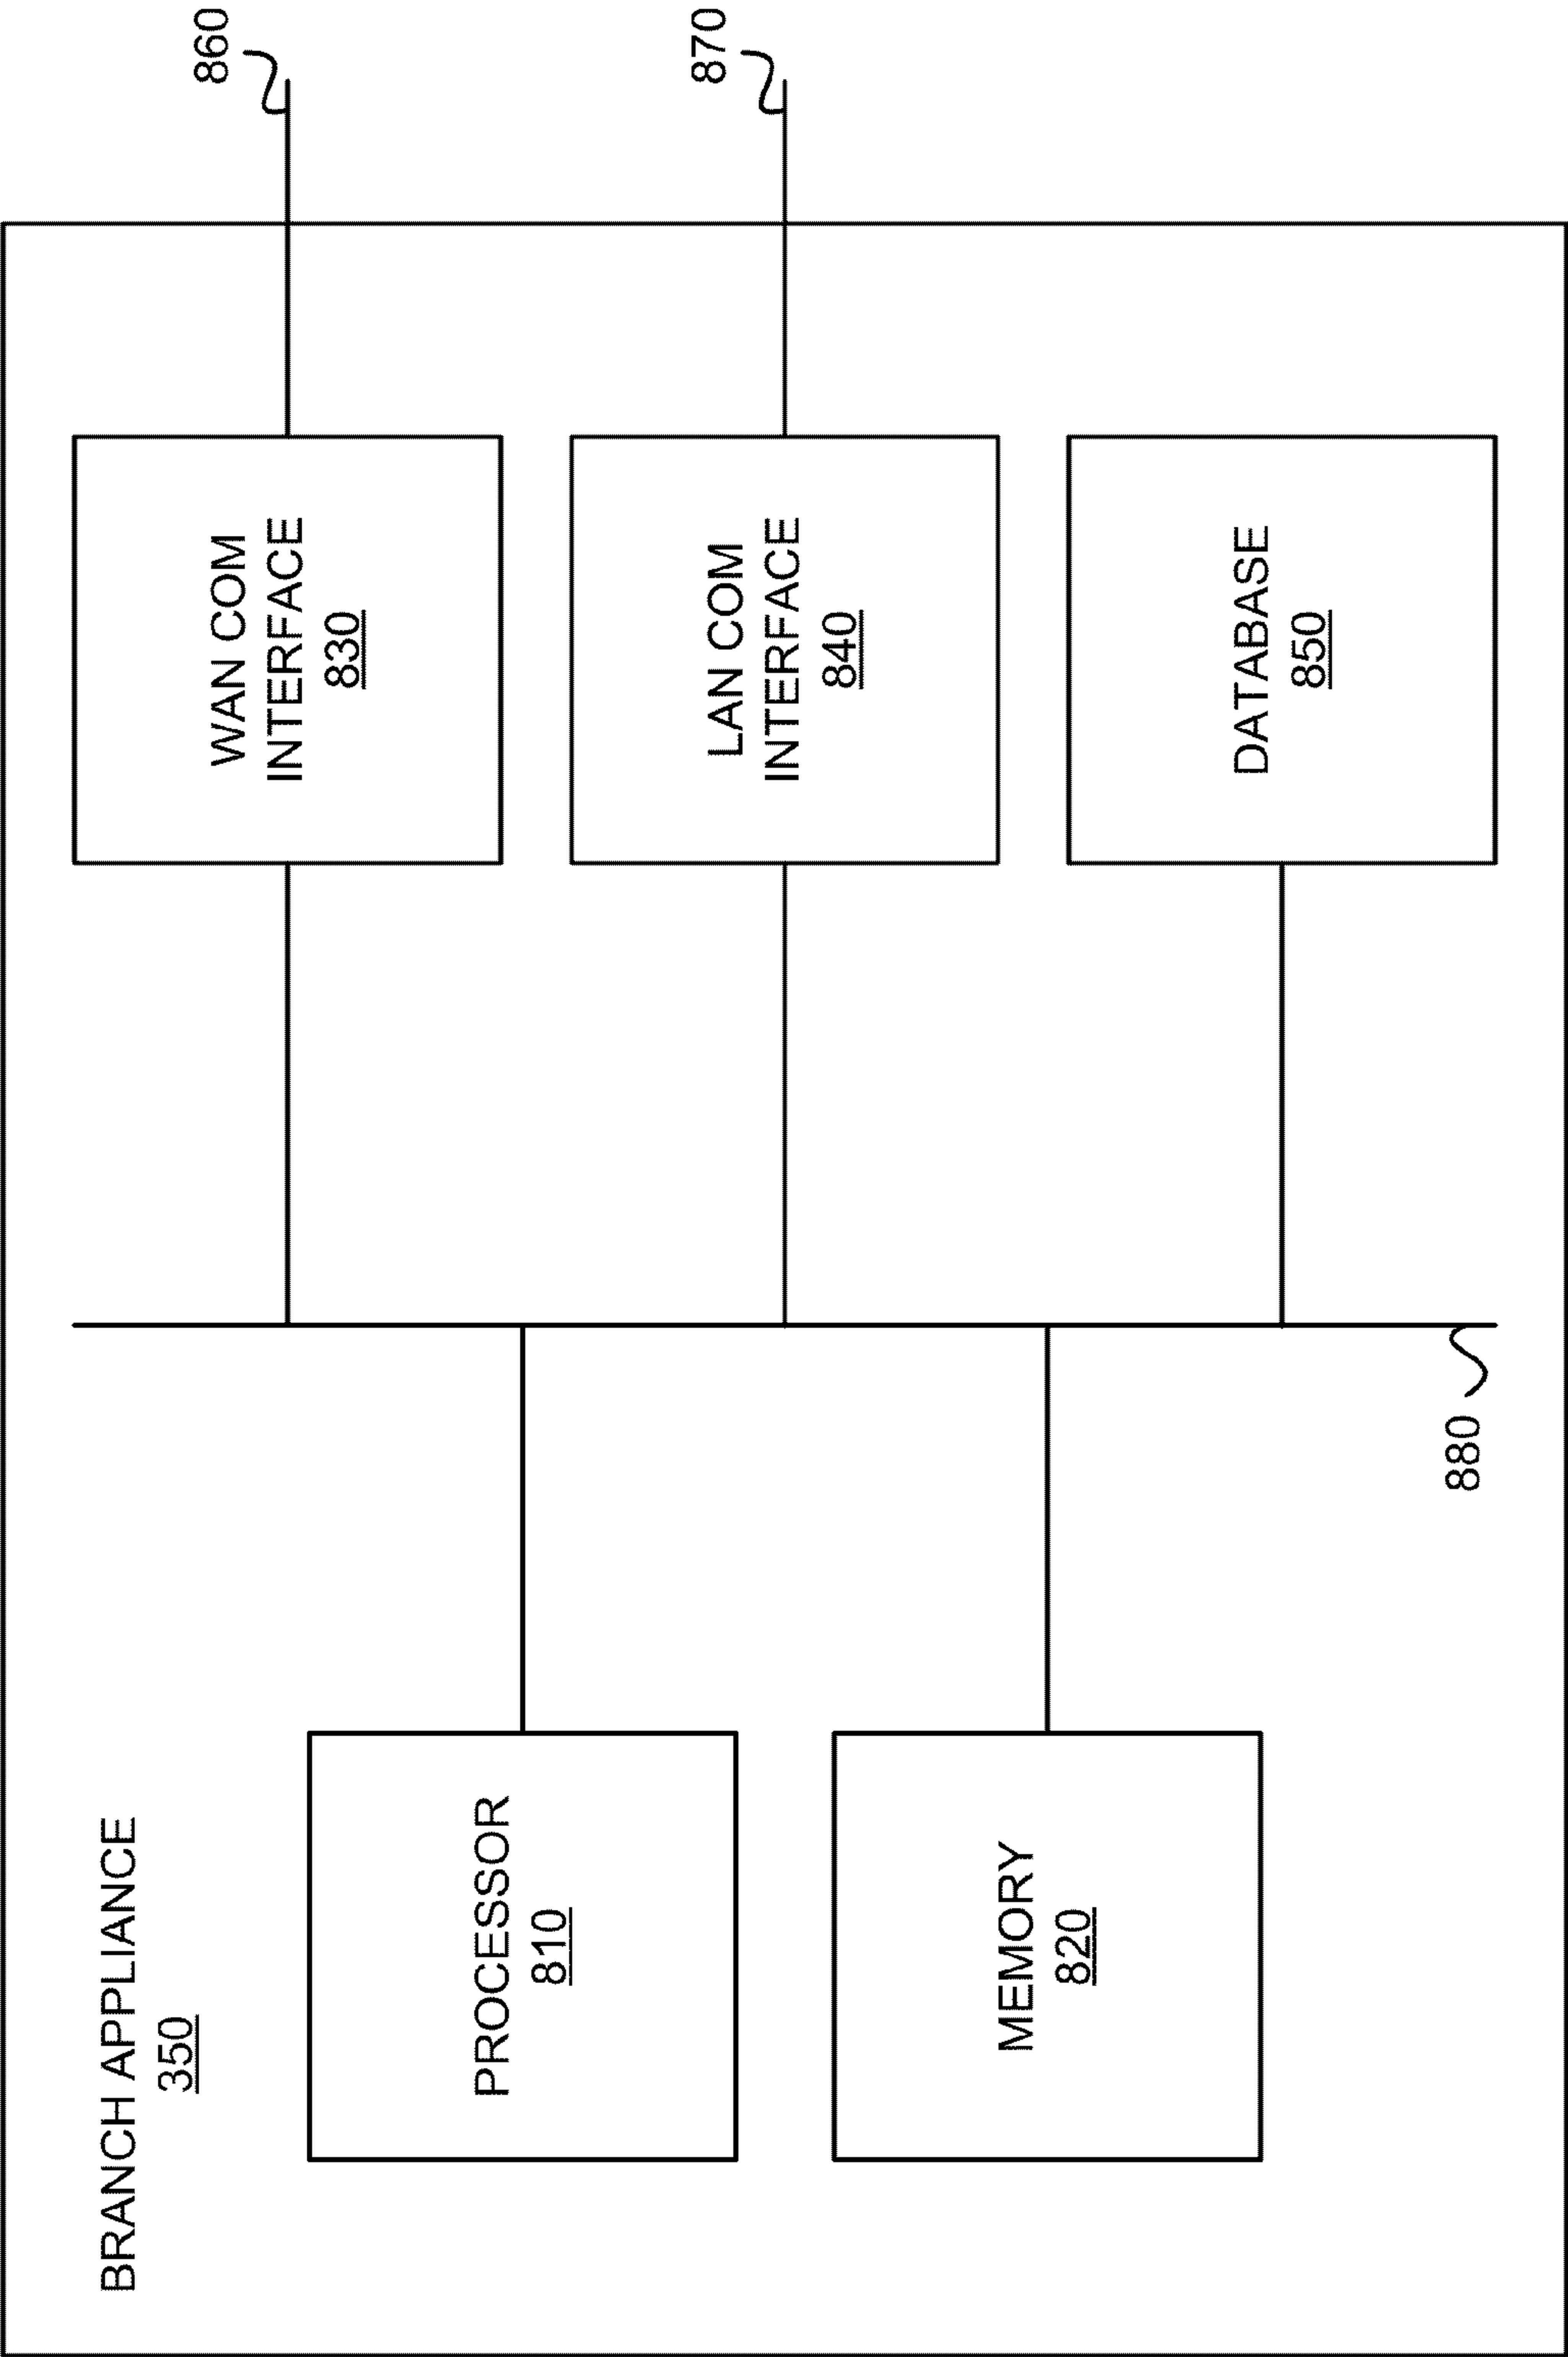 BRANCH APPLIANCE
350
PROCESSOR
810
MEMORY
820
880
WAN COM
INTERFACE
830
LAN COM
INTERFACE
840
DATABASE
850
860
870